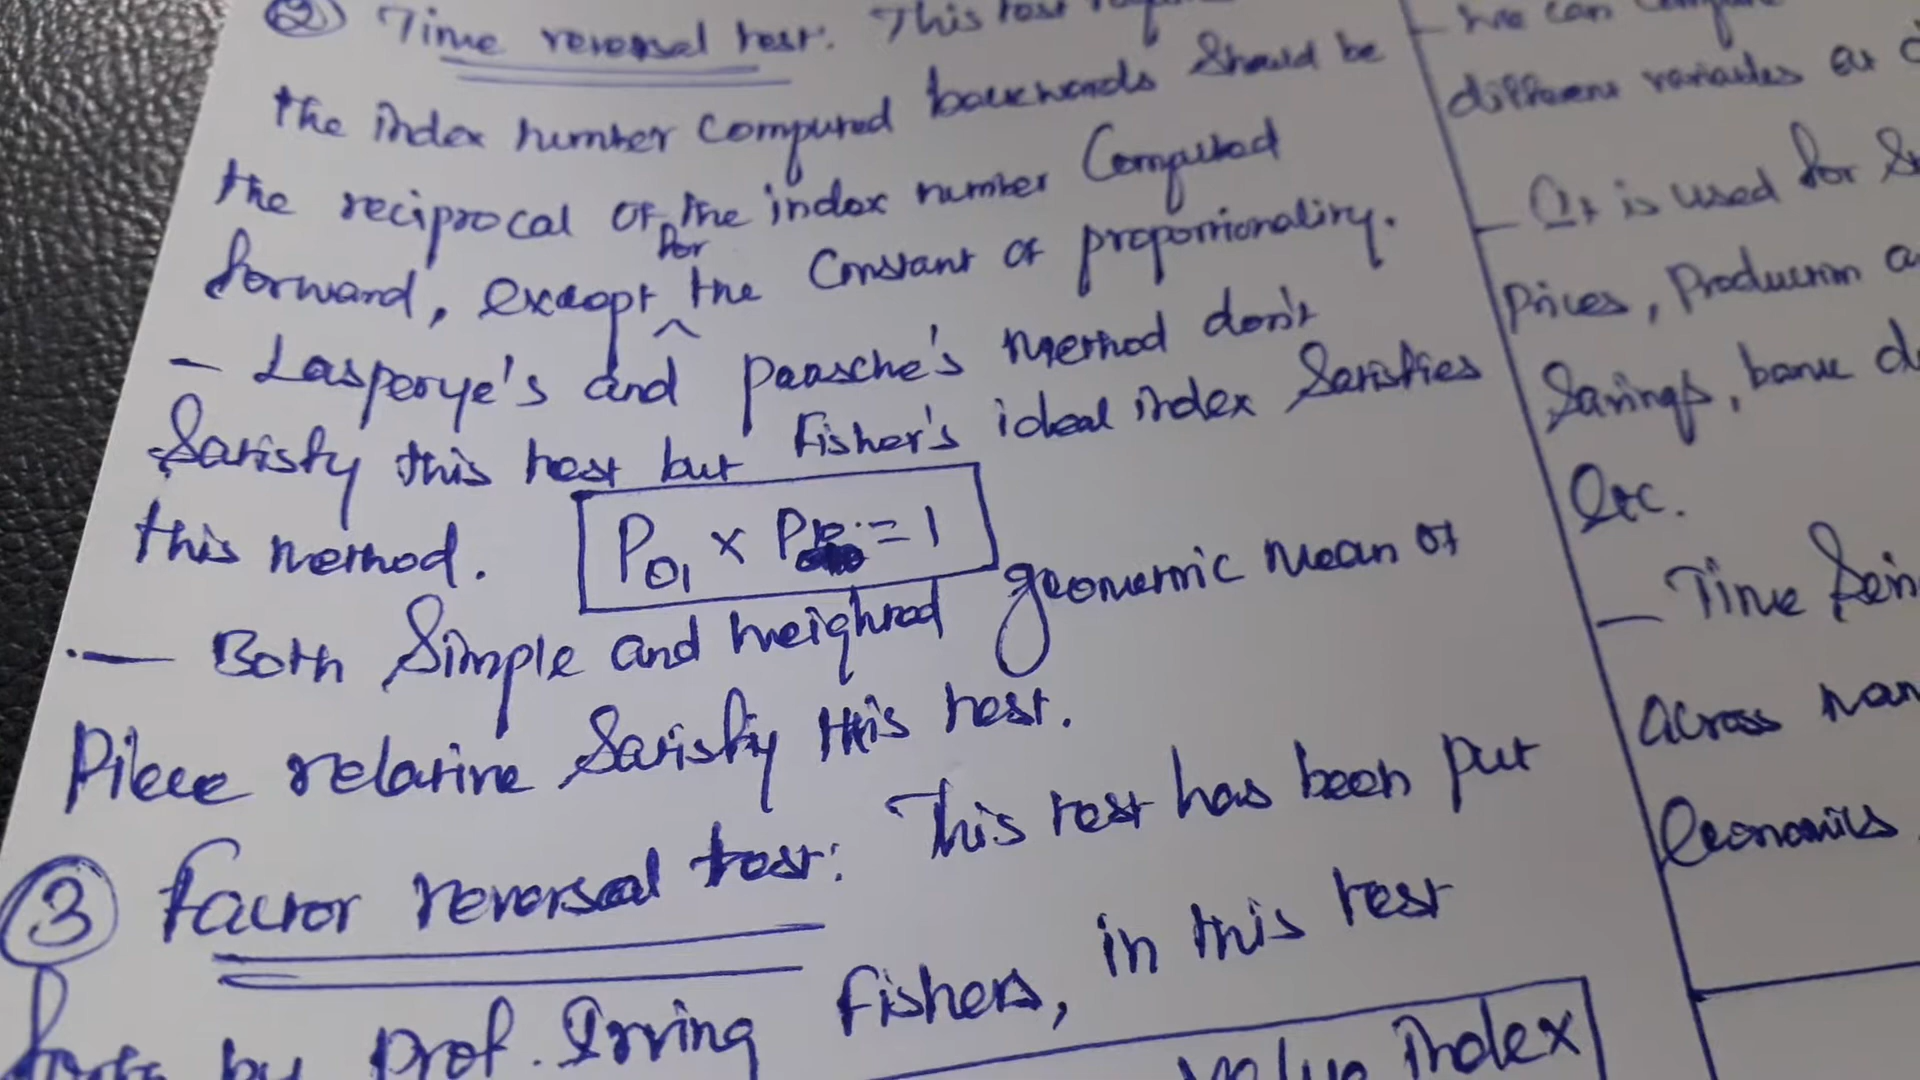 ② Time reversal test: This test
the index number computed backwards should be
the reciprocal of the index number Computed
forward, except for the Constant of proportionality.
- Lasperye's and paasche's method don't
Satisfy this test but Fisher's ideal index Satisfies
this method. P01 × P = 1
- Both Simple and weighted geometric mean of
Piece relative Satisfy this test.
③ Factor reversal test: This test has been put
by prof. Irving Fishers, in this test
value index
- we can
different variables or
- It is used for
prices, production
Savings, bank
etc.
- Time
across
Economics